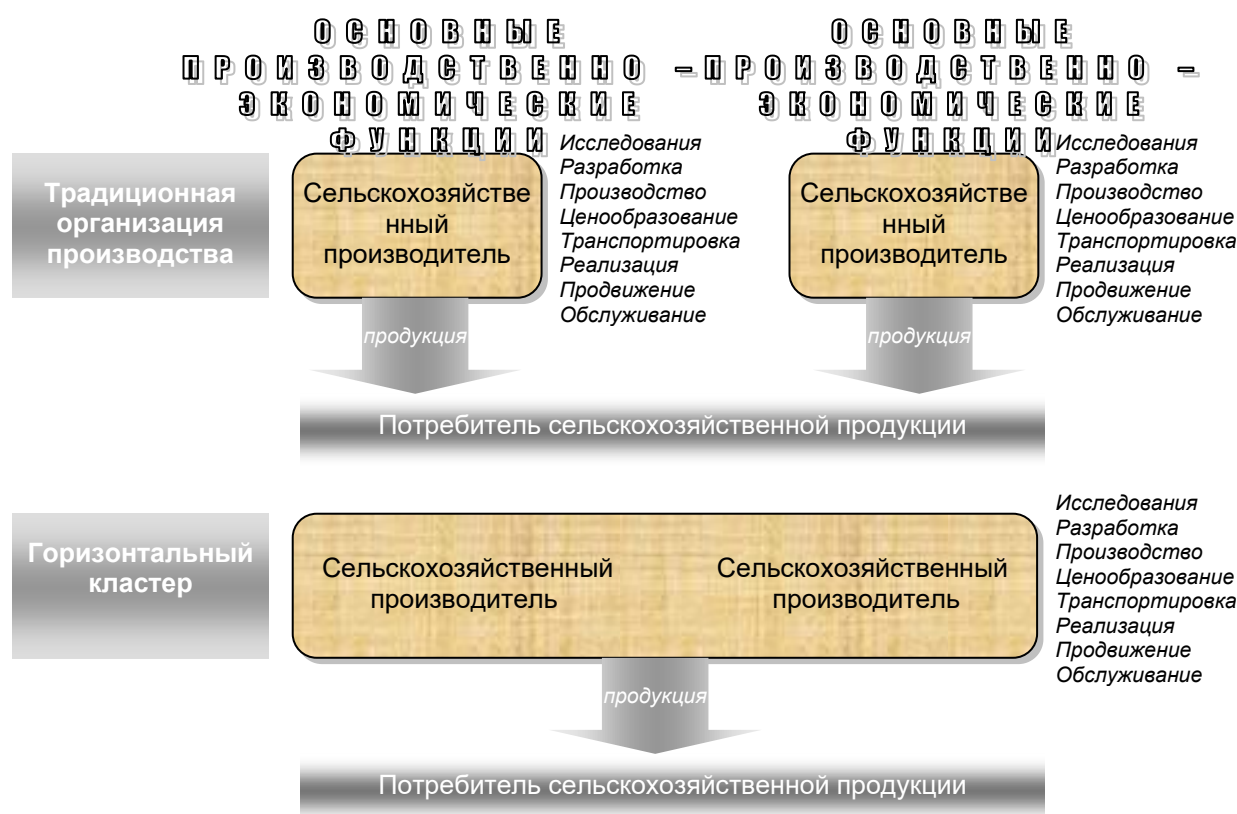 ОСНОВНЫЕ
ПРОИЗВОДСТВЕННО –
ЭКОНОМИЧЕСКИЕ
ФУНКЦИИ
ОСНОВНЫЕ
ПРОИЗВОДСТВЕННО –
ЭКОНОМИЧЕСКИЕ
ФУНКЦИИ
Традиционная
организация
производства
Сельскохозяйстве
нный
производитель
Исследования
Разработка
Производство
Ценообразование
Транспортировка
Реализация
Продвижение
Обслуживание
Сельскохозяйстве
нный
производитель
Исследования
Разработка
Производство
Ценообразование
Транспортировка
Реализация
Продвижение
Обслуживание
продукция
продукция
Потребитель сельскохозяйственной продукции
Горизонтальный
кластер
Сельскохозяйственный
производитель
Сельскохозяйственный
производитель
Исследования
Разработка
Производство
Ценообразование
Транспортировка
Реализация
Продвижение
Обслуживание
продукция
Потребитель сельскохозяйственной продукции